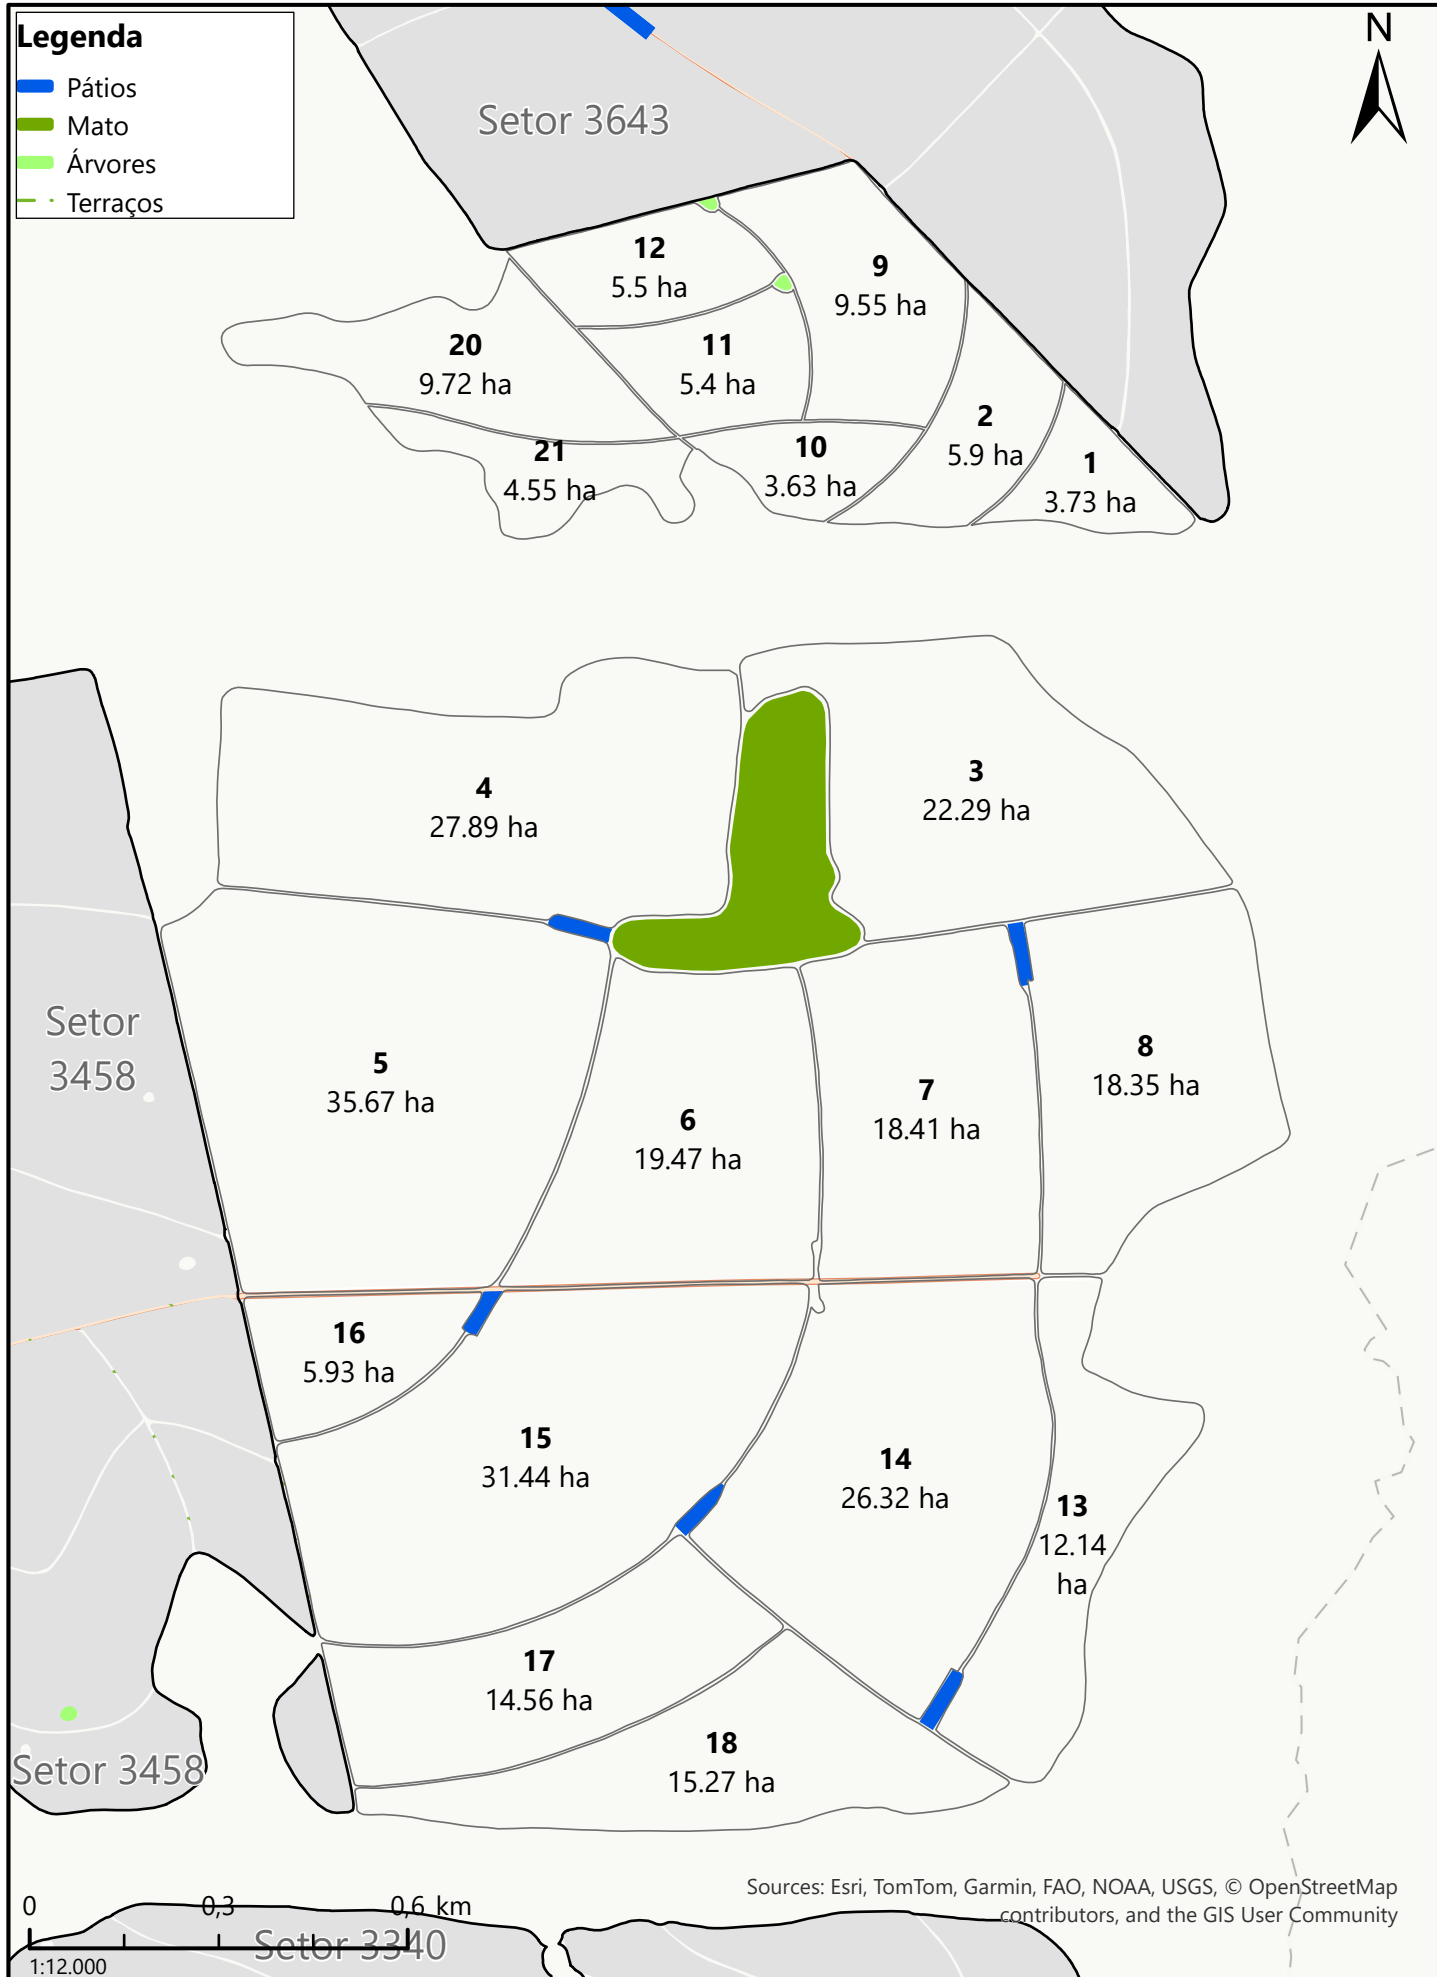 Legenda
Pátios
Mato
Árvores
Terraços
N
Setor 3643
12
5.5 ha
9
9.55 ha
20
9.72 ha
11
5.4 ha
2
5.9 ha
10
3.63 ha
21
4.55 ha
1
3.73 ha
3
22.29 ha
4
27.89 ha
Setor
3458
5
35.67 ha
8
18.35 ha
7
18.41 ha
6
19.47 ha
16
5.93 ha
15
31.44 ha
14
26.32 ha
13
12.14
ha
17
14.56 ha
18
15.27 ha
Setor 3458
Sources: Esri, TomTom, Garmin, FAO, NOAA, USGS, © OpenStreetMap
contributors, and the GIS User Community
0 0,3 0,6 km
Setor 3340
1:12.000